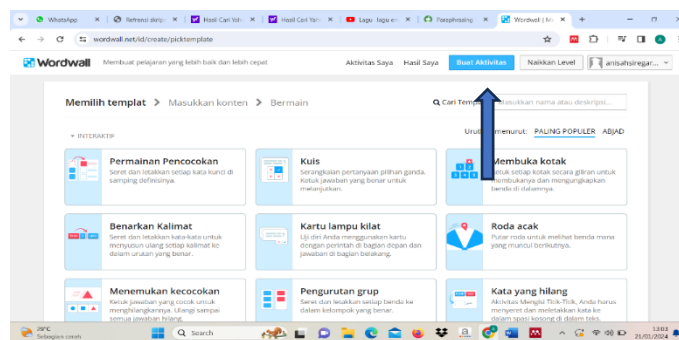 WhatsApp
Refrensi skrip
Hasil Cari Yah
Hasil Cari Yah
Lagu- lagu en
Paraphrasing
Wordwall | M
wordwall.net/id/create/picktemplate
Wordwall
Membuat pelajaran yang lebih baik dan lebih cepat
Aktivitas Saya
Hasil Saya
Buat Aktivitas
Naikkan Level
anisahsiregar...
Memilih templat > Masukkan konten > Bermain
Cari Temp
Masukkan nama atau deskripsi...
INTERAKTIF
menurut: PALING POPULER ABJAD
Permainan Pencocokan
Seret dan letakkan setiap kata kunci di
samping definisinya.
Kuis
Serangkaian pertanyaan pilihan ganda.
Ketuk jawaban yang benar untuk
melanjutkan.
Membuka kotak
Ketuk setiap kotak secara giliran untuk
membukanya dan mengungkapkan
benda di dalamnya.
Benarkan Kalimat
Seret dan letakkan kata-kata untuk
menyusun ulang setiap kalimat ke
dalam urutan yang benar.
Kartu lampu kilat
Uji diri Anda menggunakan kartu
dengan perintah di bagian depan dan
jawaban di bagian belakang.
Roda acak
Putar roda untuk melihat benda mana
yang muncul berikutnya.
Menemukan kecocokan
Ketuk jawaban yang cocok untuk
menghilangkannya. Ulangi sampai
semua jawaban hilang.
Pengurutan grup
Seret dan lesakkan setiap benda ke
dalam kelompok yang benar.
Kata yang hilang
Aktivitas Mengisi Titik-Titik, Anda harus
menyeret dan meletakkan kata ke
dalam spasi kosong di dalam teks.
29°C
Sebagian cerah
Search
13:03
21/01/2024